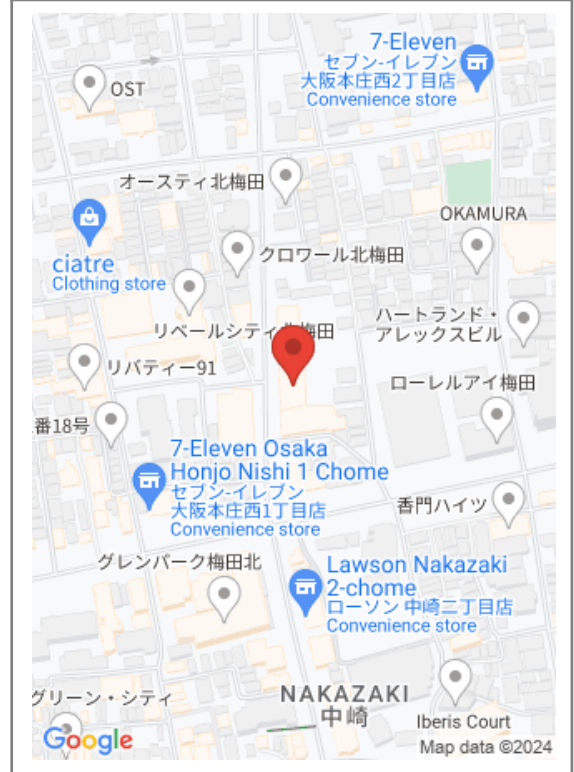 7-Eleven
セブン-イレブン
大阪本庄西2丁目店
Convenience store
OST
オースティ北梅田
OKAMURA
クロワール北梅田
ciatre
Clothing store
リベールシティ北梅田
ハートランド・
アレックスビル
リバティー91
ローレルアイ梅田
番18号
7-Eleven Osaka
Honjo Nishi 1 Chome
セブン-イレブン
大阪本庄西1丁目店
Convenience store
香門ハイツ
グレンパーク梅田北
Lawson Nakazaki
2-chome
ローソン 中崎二丁目店
Convenience store
グリーン・シティ
NAKAZAKI
中崎
Iberis Court
Google
Map data ©2024